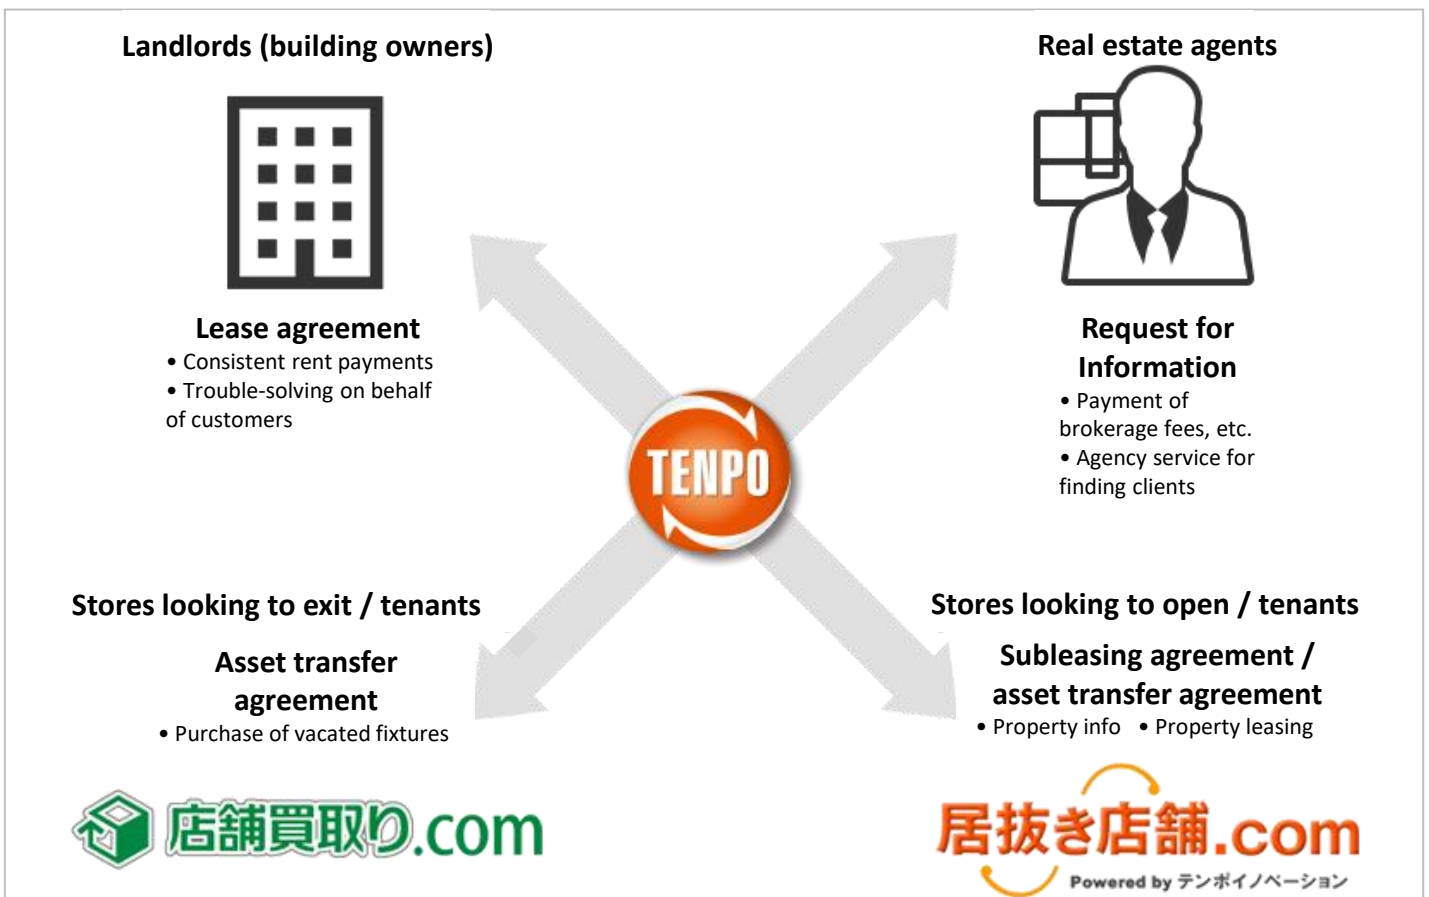 Landlords (building owners)
Real estate agents
Lease agreement
• Consistent rent payments
• Trouble-solving on behalf
of customers
Request for
Information
• Payment of
brokerage fees, etc.
• Agency service for
finding clients
TENPO
Stores looking to exit / tenants
Asset transfer
agreement
• Purchase of vacated fixtures
Stores looking to open / tenants
Subleasing agreement /
asset transfer agreement
• Property info • Property leasing
店舗買取り.com
居抜き店舗.com
Powered by テンポイノベーション